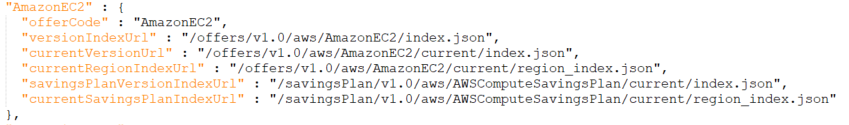 "AmazonEC2" : {
"offerCode" : "AmazonEC2",
"versionIndexUrl" : "/offers/v1.0/aws/AmazonEC2/index.json",
"currentVersionUrl" : "/offers/v1.0/aws/AmazonEC2/current/index.json",
"currentRegionIndexUrl" : "/offers/v1.0/aws/AmazonEC2/current/region_index.json",
"savingsPlanVersionIndexUrl" : "/savingsPlan/v1.0/aws/AWSComputeSavingsPlan/current/index.json",
"currentSavingsPlanIndexUrl" : "/savingsPlan/v1.0/aws/AWSComputeSavingsPlan/current/region_index.json"
},